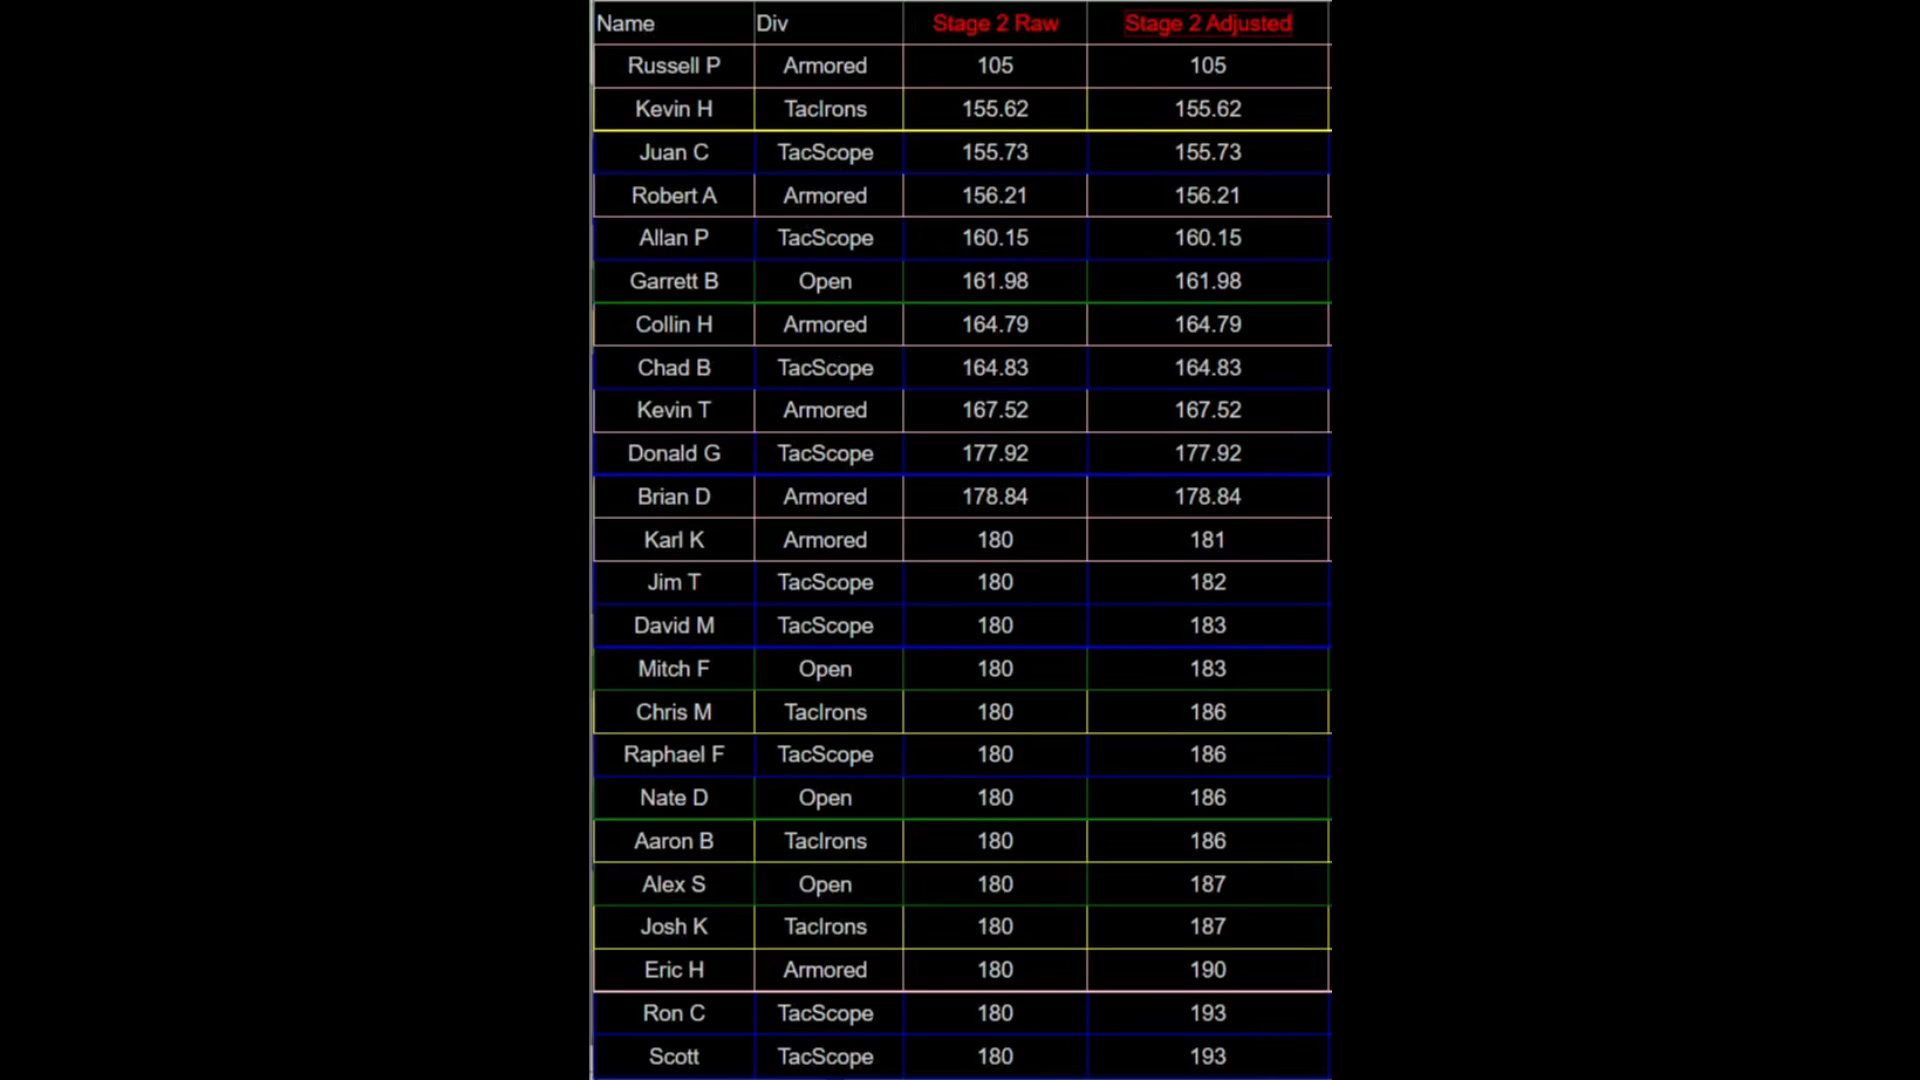 Name Div Stage 2 Raw Stage 2 Adjusted
Russell P Armored 105 105
Kevin H TacIrons 155.62 155.62
Juan C TacScope 155.73 155.73
Robert A Armored 156.21 156.21
Allan P TacScope 160.15 160.15
Garrett B Open 161.98 161.98
Collin H Armored 164.79 164.79
Chad B TacScope 164.83 164.83
Kevin T Armored 167.52 167.52
Donald G TacScope 177.92 177.92
Brian D Armored 178.84 178.84
Karl K Armored 180 181
Jim T TacScope 180 182
David M TacScope 180 183
Mitch F Open 180 183
Chris M TacIrons 180 186
Raphael F TacScope 180 186
Nate D Open 180 186
Aaron B TacIrons 180 186
Alex S Open 180 187
Josh K TacIrons 180 187
Eric H Armored 180 190
Ron C TacScope 180 193
Scott TacScope 180 193